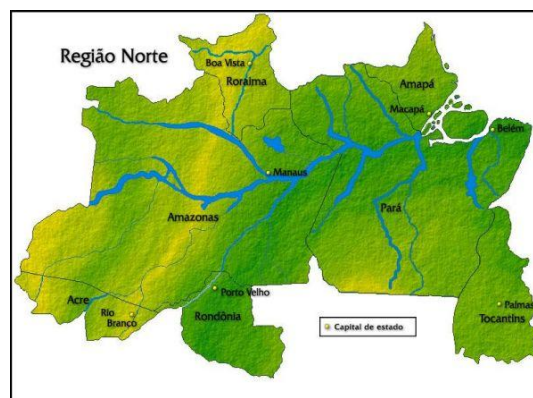 Região Norte
Boa Vista
Roraima
Amapá
Macapá
Belém
Manaus
Amazonas
Pará
Acre
Rio
Branco
Porto Velho
Rondônia
Palmas
Tocantins
Capital de estado